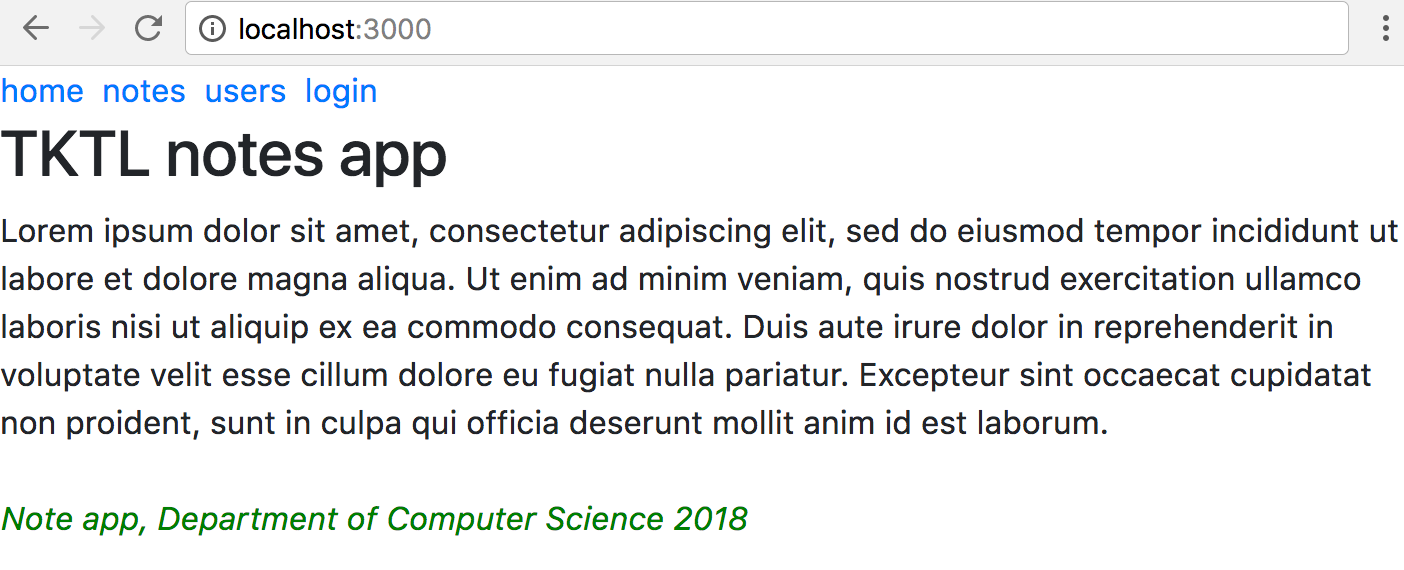 localhost:3000
home notes users login
TKTL notes app
Lorem ipsum dolor sit amet, consectetur adipiscing elit, sed do eiusmod tempor incididunt ut
labore et dolore magna aliqua. Ut enim ad minim veniam, quis nostrud exercitation ullamco
laboris nisi ut aliquip ex ea commodo consequat. Duis aute irure dolor in reprehenderit in
voluptate velit esse cillum dolore eu fugiat nulla pariatur. Excepteur sint occaecat cupidatat
non proident, sunt in culpa qui officia deserunt mollit anim id est laborum.
Note app, Department of Computer Science 2018